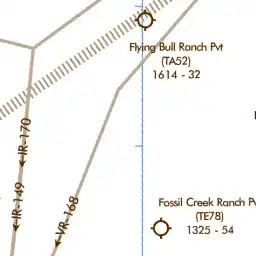 Flying Bull Ranch Pvt
(TA52)
1614 - 32
IR-170
IR-149
VR-168
Fossil Creek Ranch
(TE78)
1325 - 54